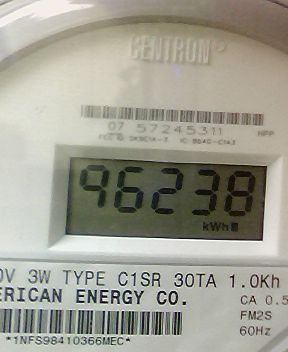 CENTRON®
07 57245311 HPP
96238
kWh
0V 3W TYPE C1SR 30TA 1.0Kh
ERICAN ENERGY CO.
CA 0.5
FM2S
60Hz
*1NFS98410366MEC*